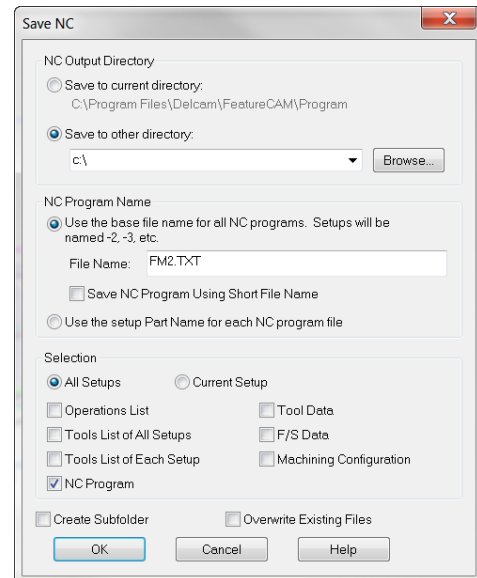 Save NC
NC Output Directory
Save to current directory:
C:\Program Files\Delcam\FeatureCAM\Program
Save to other directory:
c:\
Browse...
NC Program Name
Use the base file name for all NC programs. Setups will be
named -2, -3, etc.
File Name: FM2.TXT
Save NC Program Using Short File Name
Use the setup Part Name for each NC program file
Selection
All Setups Current Setup
Operations List Tool Data
Tools List of All Setups F/S Data
Tools List of Each Setup Machining Configuration
NC Program
Create Subfolder Overwrite Existing Files
OK Cancel Help